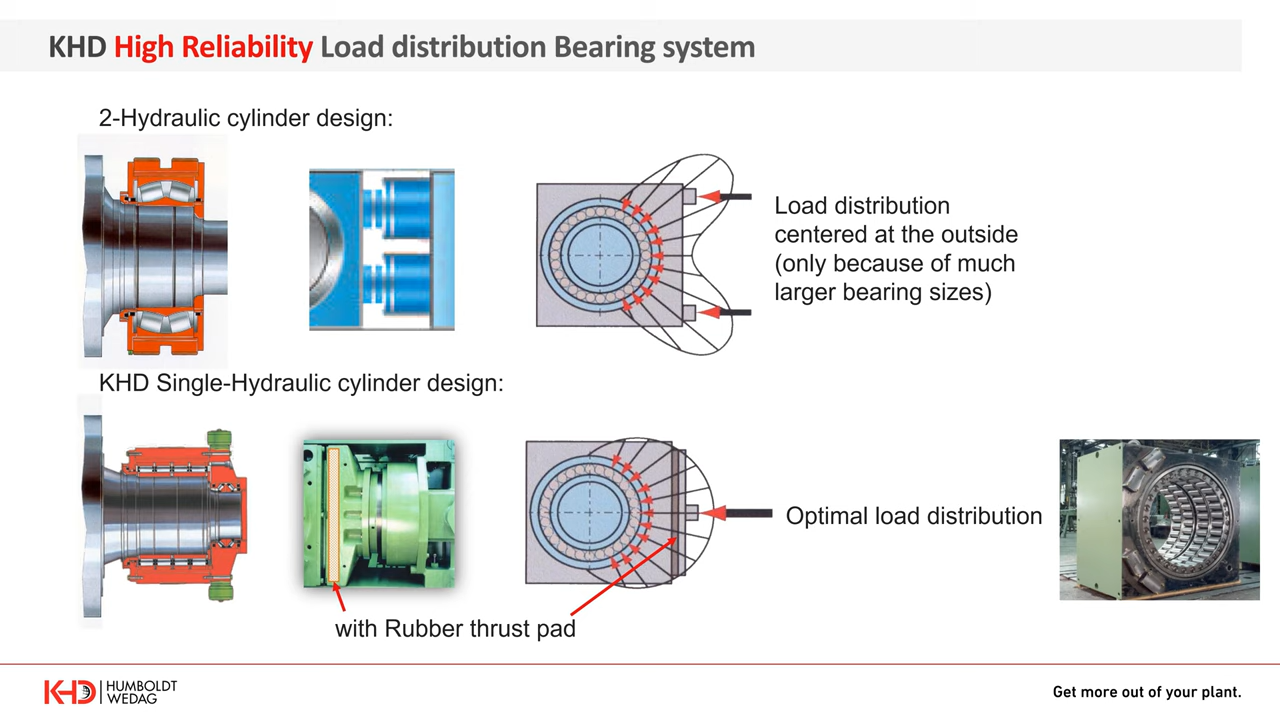 KHD High Reliability Load distribution Bearing system
2-Hydraulic cylinder design:
Load distribution
centered at the outside
(only because of much
larger bearing sizes)
KHD Single-Hydraulic cylinder design:
Optimal load distribution
with Rubber thrust pad
KHD HUMBOLDT
WEDAG
Get more out of your plant.